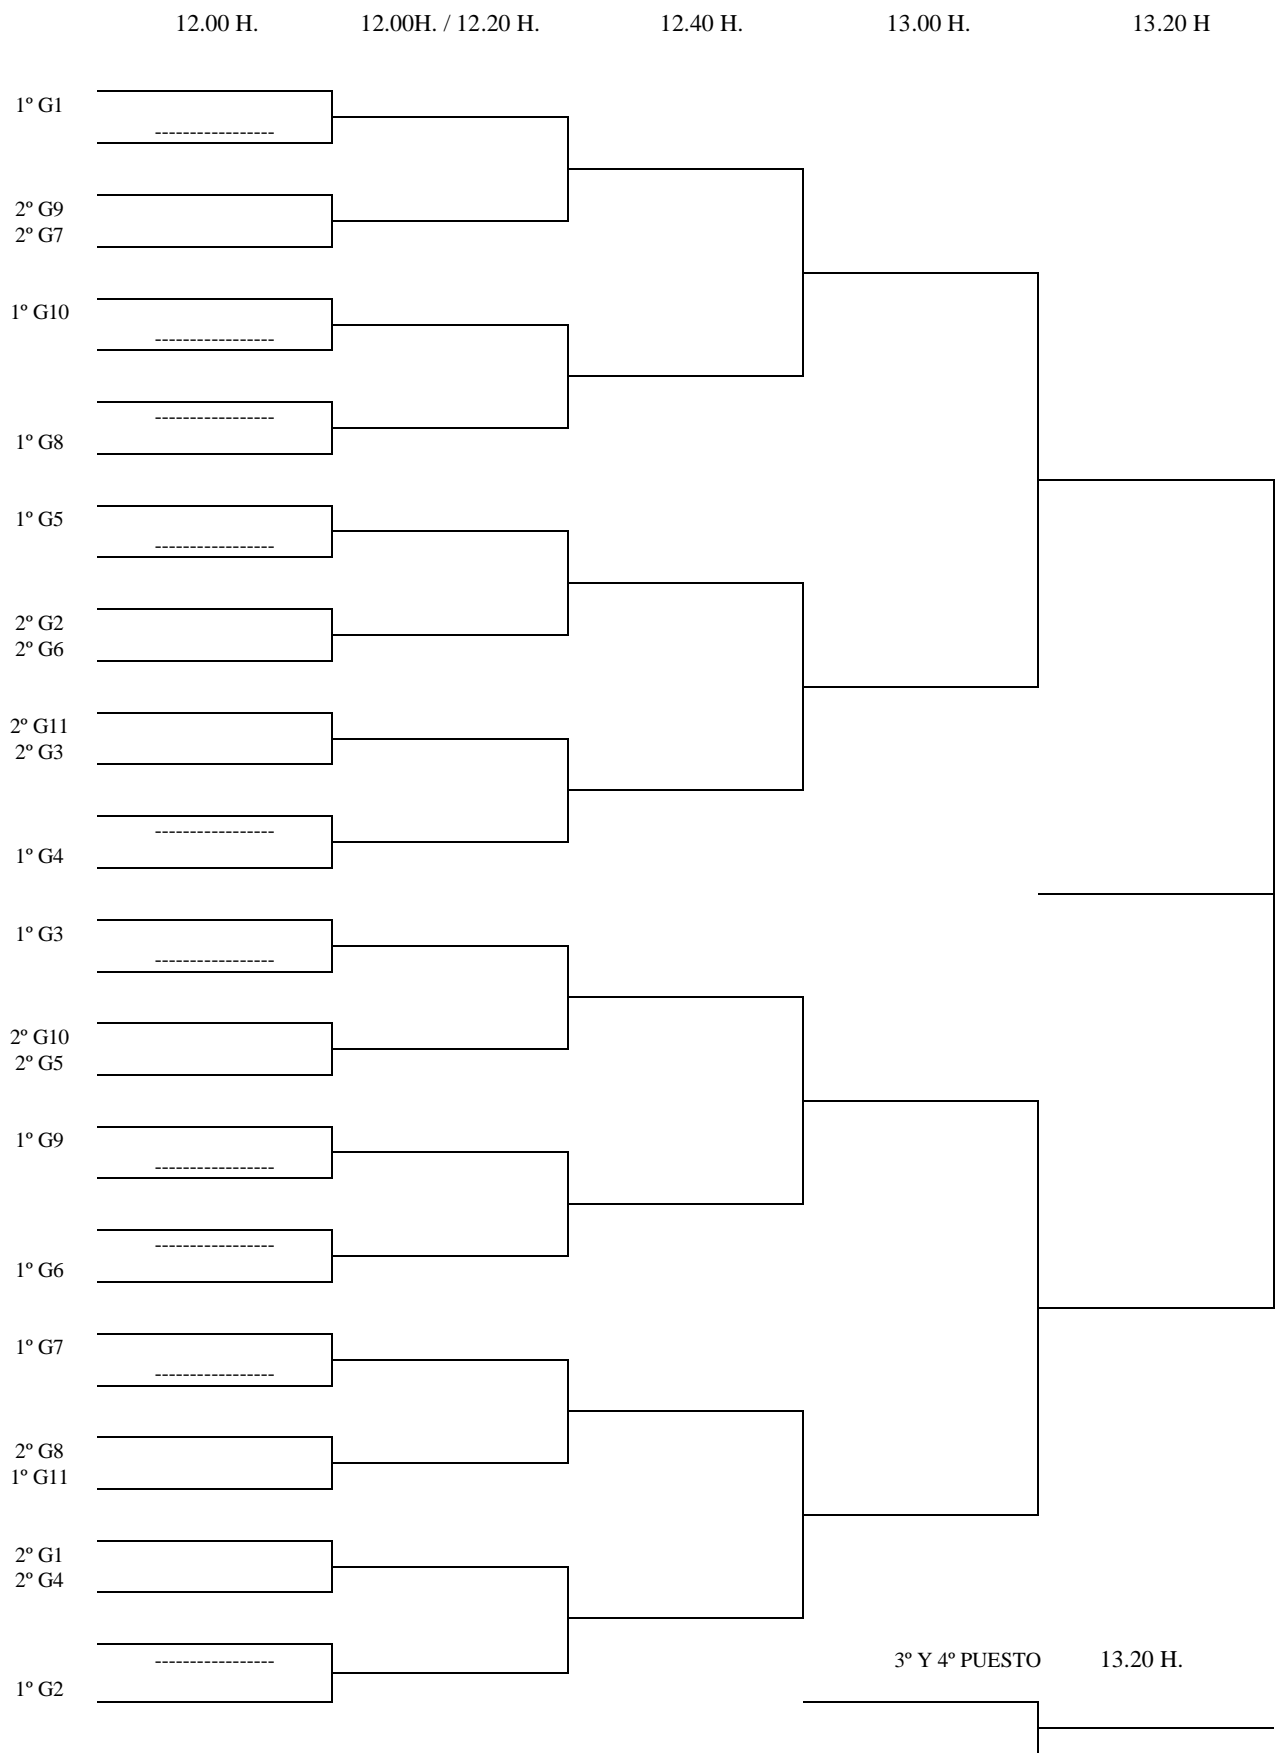 12.00 H. 12.00H. / 12.20 H. 12.40 H. 13.00 H. 13.20 H
1º G1
-----------------
2º G9
2º G7
1º G10
-----------------
-----------------
1º G8
1º G5
-----------------
2º G2
2º G6
2º G11
2º G3
-----------------
1º G4
1º G3
-----------------
2º G10
2º G5
1º G9
-----------------
-----------------
1º G6
1º G7
-----------------
2º G8
1º G11
2º G1
2º G4
-----------------
3º Y 4º PUESTO 13.20 H.
1º G2